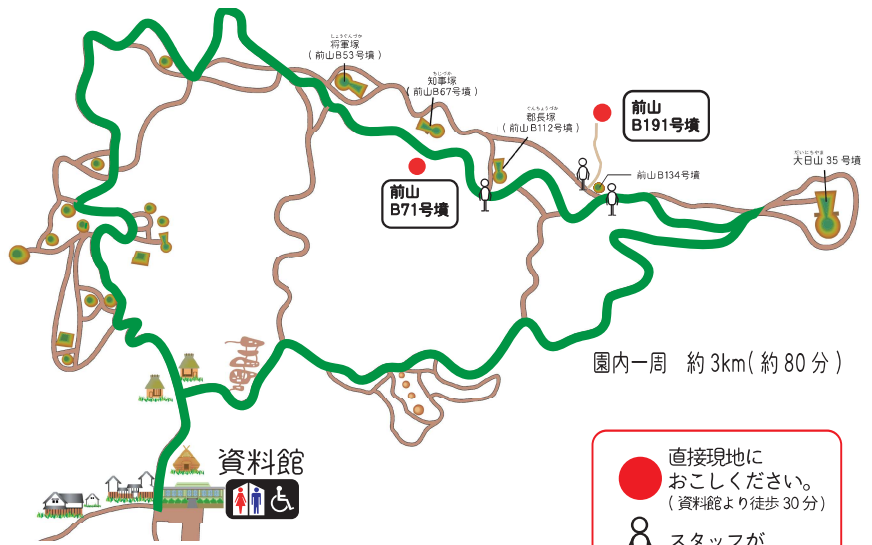 しょうぐんづか
将軍塚
(前山B53号墳)
ちじづか
知事塚
(前山B67号墳)
ぐんちょうづか
郡長塚
(前山B112号墳)
前山
B191号墳
だいにちやま
大日山35号墳
前山B134号墳
前山
B71号墳
園内一周 約3km(約80分)
資料館
直接現地に
おこしください。
(資料館より徒歩30分)
スタッフが